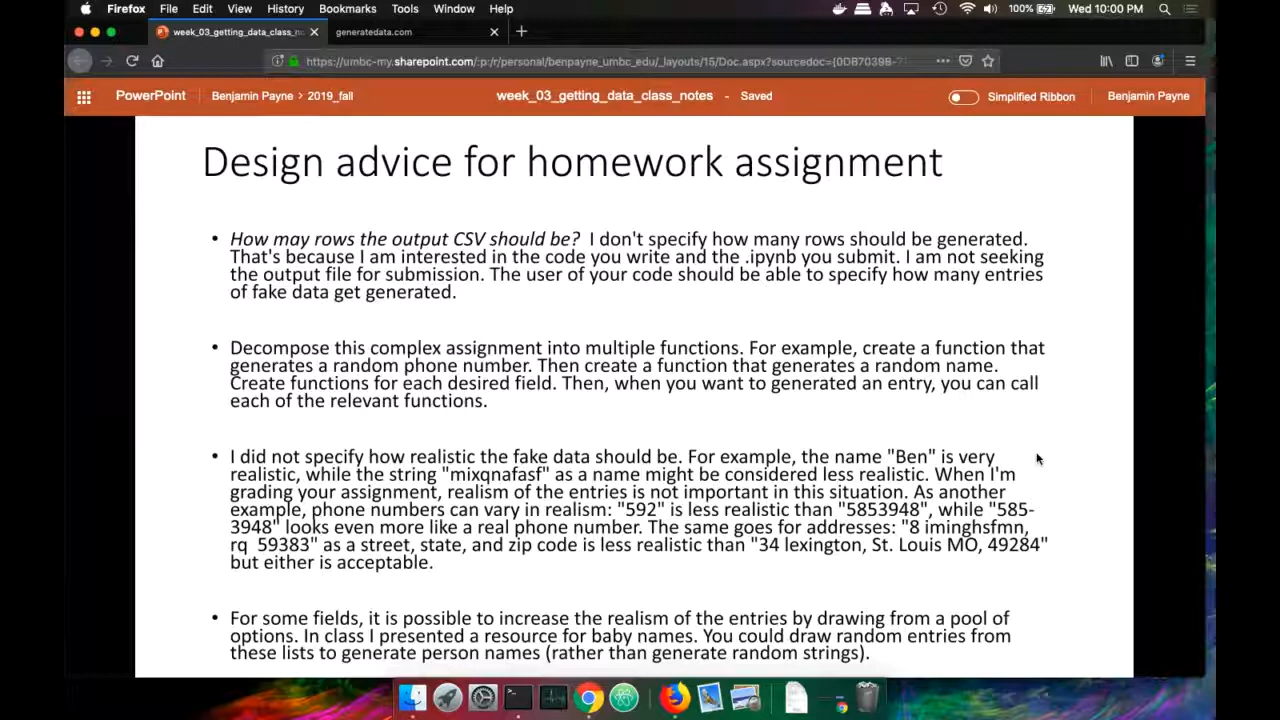 Firefox File Edit View History Bookmarks Tools Window Help 100% Wed 10:00 PM
week_03_getting_data_class_nc generatedata.com
https://umbc-my.sharepoint.com/:p:/r/personal/benpayne_umbc_edu/_layouts/15/Doc.aspx?sourcedoc={0DB7039B-7
PowerPoint Benjamin Payne > 2019_fall week_03_getting_data_class_notes - Saved Simplified Ribbon Benjamin Payne
Design advice for homework assignment
• How may rows the output CSV should be? I don't specify how many rows should be generated.
That's because I am interested in the code you write and the .ipynb you submit. I am not seeking
the output file for submission. The user of your code should be able to specify how many entries
of fake data get generated.
• Decompose this complex assignment into multiple functions. For example, create a function that
generates a random phone number. Then create a function that generates a random name.
Create functions for each desired field. Then, when you want to generated an entry, you can call
each of the relevant functions.
• I did not specify how realistic the fake data should be. For example, the name "Ben" is very
realistic, while the string "mixqnafasf" as a name might be considered less realistic. When I'm
grading your assignment, realism of the entries is not important in this situation. As another
example, phone numbers can vary in realism: "592" is less realistic than "5853948", while "585-
3948" looks even more like a real phone number. The same goes for addresses: "8 iminghsfmn,
rq 59383" as a street, state, and zip code is less realistic than "34 lexington, St. Louis MO, 49284"
but either is acceptable.
• For some fields, it is possible to increase the realism of the entries by drawing from a pool of
options. In class I presented a resource for baby names. You could draw random entries from
these lists to generate person names (rather than generate random strings).